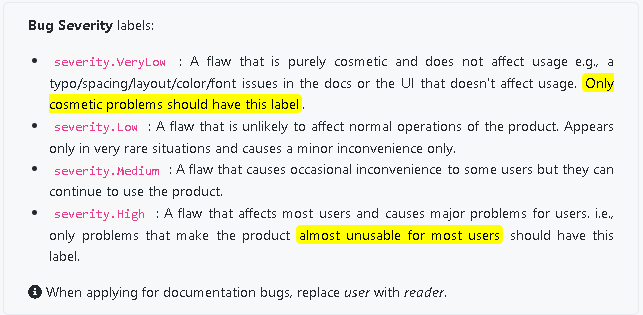 Bug Severity labels:
• severity.VeryLow : A flaw that is purely cosmetic and does not affect usage e.g., a
typo/spacing/layout/color/font issues in the docs or the UI that doesn't affect usage. Only
cosmetic problems should have this label.
• severity.Low : A flaw that is unlikely to affect normal operations of the product. Appears
only in very rare situations and causes a minor inconvenience only.
• severity.Medium : A flaw that causes occasional inconvenience to some users but they can
continue to use the product.
• severity.High : A flaw that affects most users and causes major problems for users. i.e.,
only problems that make the product almost unusable for most users should have this
label.
When applying for documentation bugs, replace user with reader.